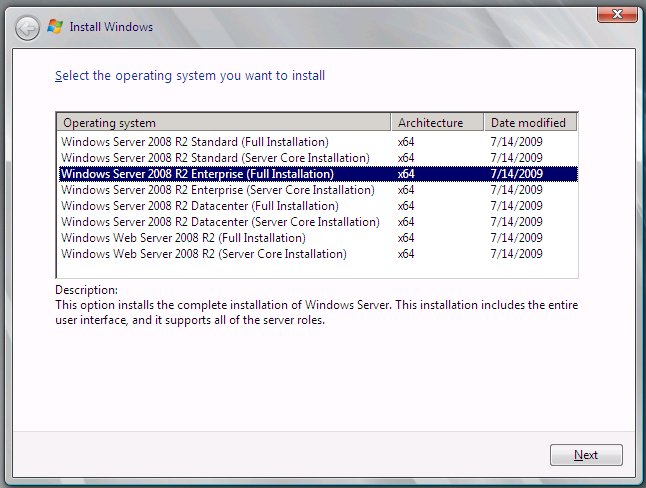 Install Windows
Select the operating system you want to install
Operating system Architecture Date modified
Windows Server 2008 R2 Standard (Full Installation) x64 7/14/2009
Windows Server 2008 R2 Standard (Server Core Installation) x64 7/14/2009
Windows Server 2008 R2 Enterprise (Full Installation) x64 7/14/2009
Windows Server 2008 R2 Enterprise (Server Core Installation) x64 7/14/2009
Windows Server 2008 R2 Datacenter (Full Installation) x64 7/14/2009
Windows Server 2008 R2 Datacenter (Server Core Installation) x64 7/14/2009
Windows Web Server 2008 R2 (Full Installation) x64 7/14/2009
Windows Web Server 2008 R2 (Server Core Installation) x64 7/14/2009
Description:
This option installs the complete installation of Windows Server. This installation includes the entire
user interface, and it supports all of the server roles.
Next